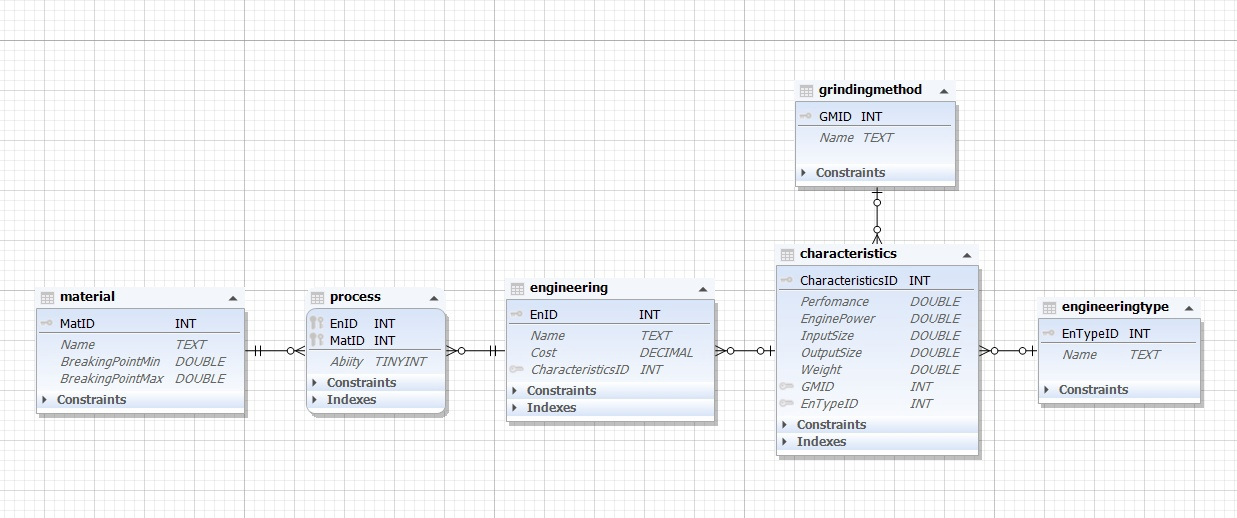 grindingmethod
GMID INT
Name TEXT
Constraints
material
MatID INT
Name TEXT
BreakingPointMin DOUBLE
BreakingPointMax DOUBLE
Constraints
process
EnID INT
MatID INT
Abiity TINYINT
Constraints
Indexes
engineering
EnID INT
Name TEXT
Cost DECIMAL
CharacteristicsID INT
Constraints
Indexes
characteristics
CharacteristicsID INT
Perfomance DOUBLE
EnginePower DOUBLE
InputSize DOUBLE
OutputSize DOUBLE
Weight DOUBLE
GMID INT
EnTypeID INT
Constraints
Indexes
engineeringtype
EnTypeID INT
Name TEXT
Constraints